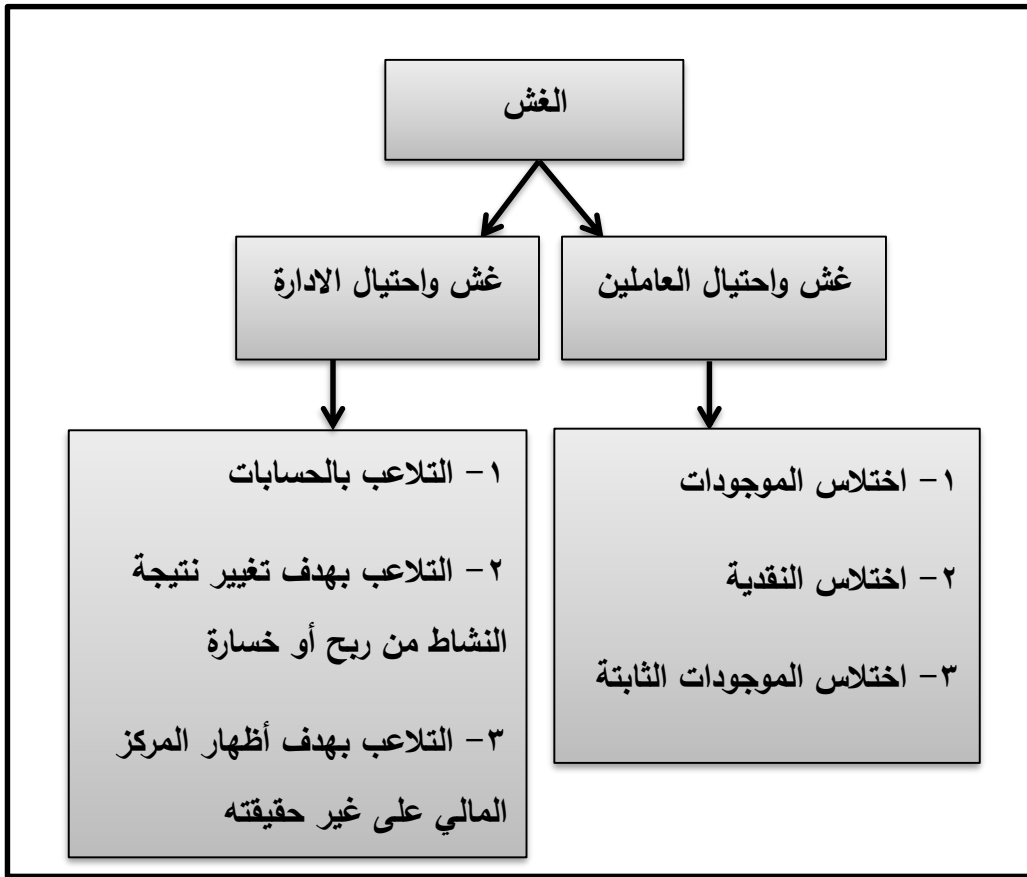 الغش
غش واحتيال العاملين
غش واحتيال الادارة
١- اختلاس الموجودات
٢- اختلاس النقدية
٣- اختلاس الموجودات الثابتة
١- التلاعب بالحسابات
٢- التلاعب بهدف تغيير نتيجة
النشاط من ربح أو خسارة
٣- التلاعب بهدف أظهار المركز
المالي على غير حقيقته